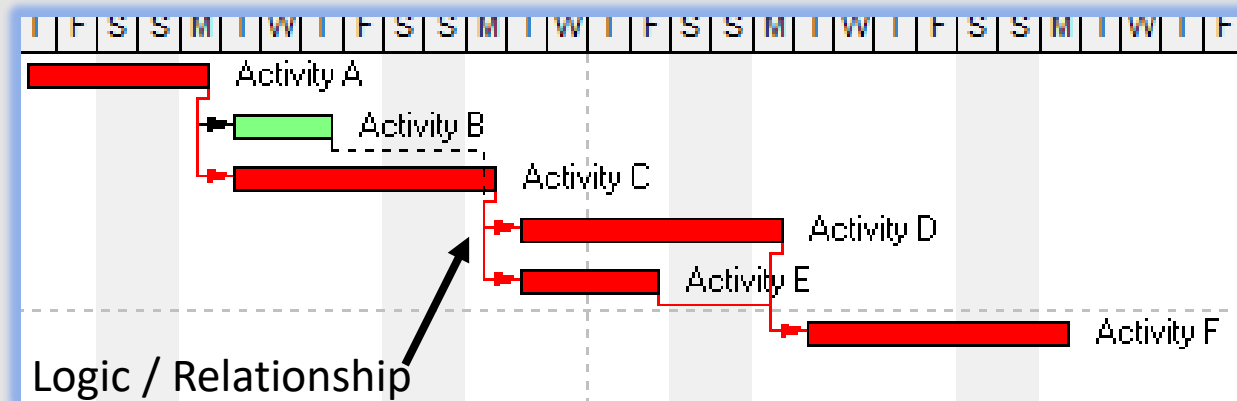 T F S S M T W T F S S M T W T F S S M T W T F S S M T W T F
Activity A
Activity B
Activity C
Activity D
Activity E
Activity F
Logic / Relationship